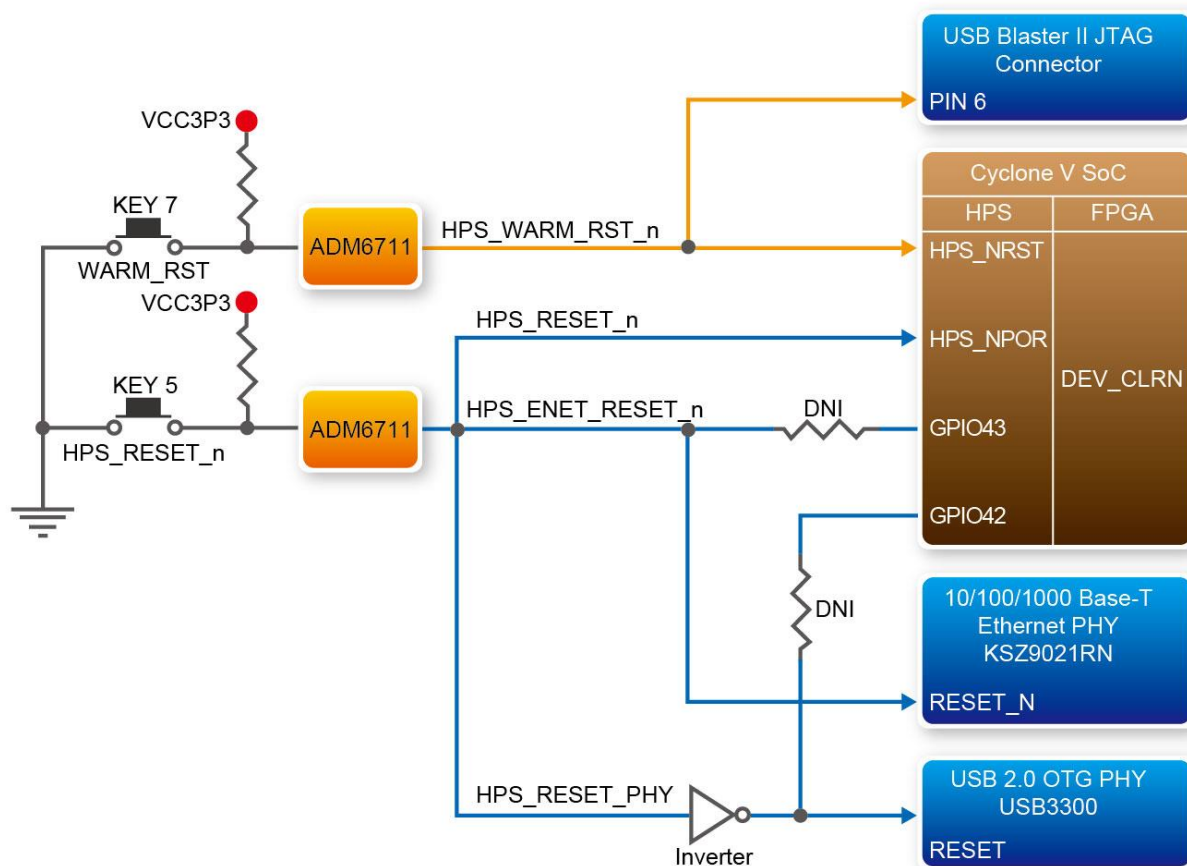 USB Blaster II JTAG
Connector
PIN 6
VCC3P3
KEY 7
WARM_RST
ADM6711
HPS_WARM_RST_n
Cyclone V SoC
HPS
FPGA
HPS_NRST
VCC3P3
HPS_RESET_n
HPS_NPOR
DEV_CLRN
KEY 5
HPS_RESET_n
ADM6711
HPS_ENET_RESET_n
DNI
GPIO43
GPIO42
DNI
10/100/1000 Base-T
Ethernet PHY
KSZ9021RN
RESET_N
HPS_RESET_PHY
Inverter
USB 2.0 OTG PHY
USB3300
RESET